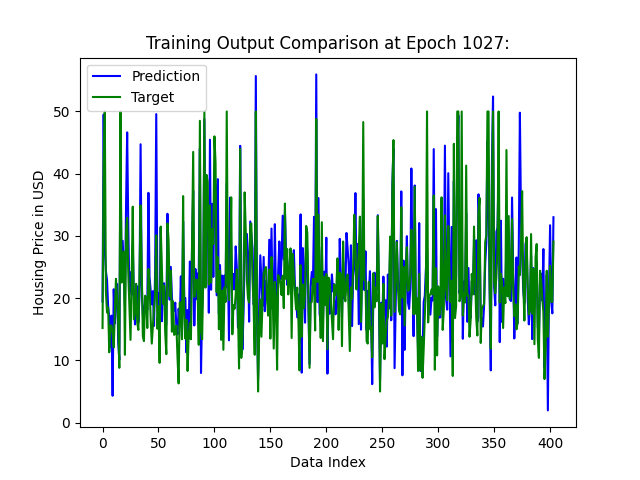 Training Output Comparison at Epoch 1027:
Prediction
Target
Housing Price in USD
50
40
30
20
10
0
0 50 100 150 200 250 300 350 400
Data Index